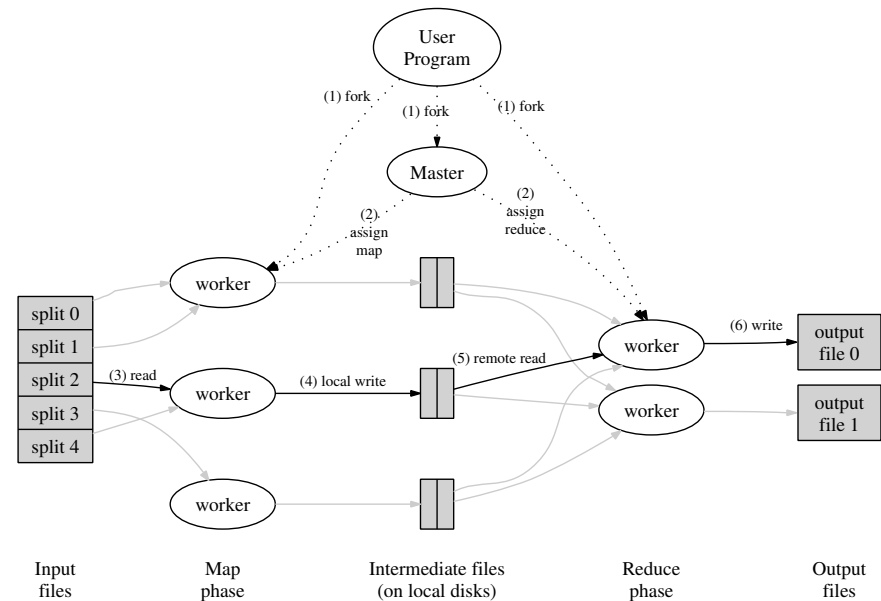 User
Program
(1) fork
(1) fork
(1) fork
Master
(2)
assign
map
(2)
assign
reduce
worker
split 0
split 1
split 2
split 3
split 4
(3) read
worker
(4) local write
(5) remote read
worker
(6) write
output
file 0
worker
output
file 1
worker
Input
files
Map
phase
Intermediate files
(on local disks)
Reduce
phase
Output
files